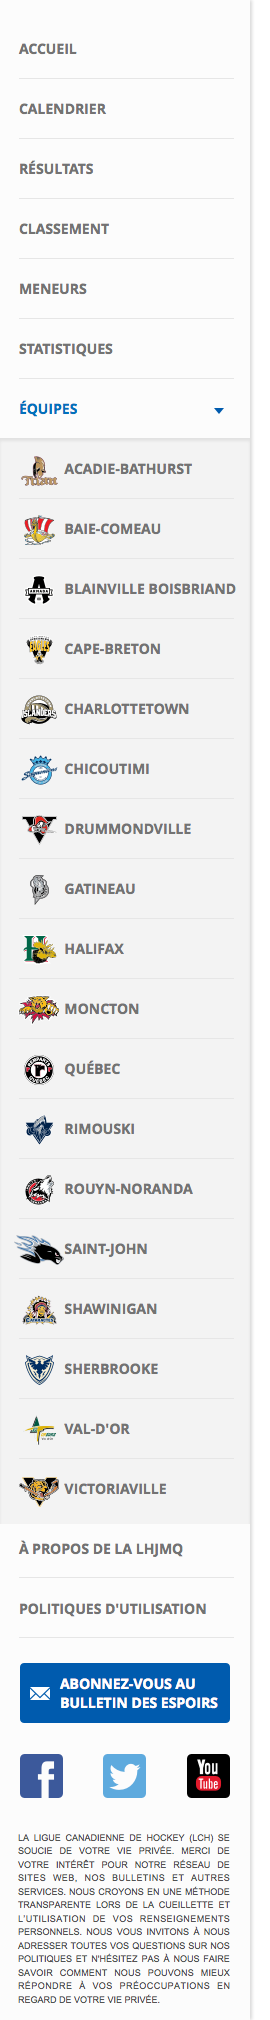 ACCUEIL
CALENDRIER
RÉSULTATS
CLASSEMENT
MENEURS
STATISTIQUES
ÉQUIPES
ACADIE-BATHURST
BAIE-COMEAU
BLAINVILLE BOISBRIAND
CAPE-BRETON
CHARLOTTETOWN
CHICOUTIMI
DRUMMONDVILLE
GATINEAU
HALIFAX
MONCTON
QUÉBEC
RIMOUSKI
ROUYN-NORANDA
SAINT-JOHN
SHAWINIGAN
SHERBROOKE
VAL-D'OR
VICTORIAVILLE
À PROPOS DE LA LHJMQ
POLITIQUES D'UTILISATION
ABONNEZ-VOUS AU
BULLETIN DES ESPOIRS
You
Tube
LA LIGUE CANADIENNE DE HOCKEY (LCH) SE
SOUCIE DE VOTRE VIE PRIVÉE. MERCI DE
VOTRE INTÉRÊT POUR NOTRE RÉSEAU DE
SITES WEB, NOS BULLETINS ET AUTRES
SERVICES. NOUS CROYONS EN UNE MÉTHODE
TRANSPARENTE LORS DE LA CUEILLETTE ET
L'UTILISATION DE VOS RENSEIGNEMENTS
PERSONNELS. NOUS VOUS INVITONS À NOUS
ADRESSER TOUTES VOS QUESTIONS SUR NOS
POLITIQUES ET N'HÉSITEZ PAS À NOUS FAIRE
SAVOIR COMMENT NOUS POUVONS MIEUX
RÉPONDRE À VOS PRÉOCCUPATIONS EN
REGARD DE VOTRE VIE PRIVÉE.